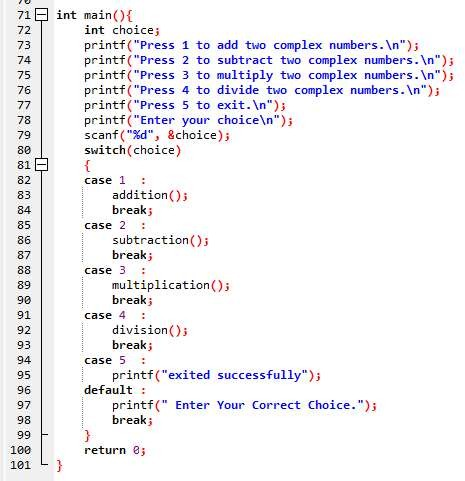 70
71 int main(){
72 int choice;
73 printf("Press 1 to add two complex numbers.\n");
74 printf("Press 2 to subtract two complex numbers.\n");
75 printf("Press 3 to multiply two complex numbers.\n");
76 printf("Press 4 to divide two complex numbers.\n");
77 printf("Press 5 to exit.\n");
78 printf("Enter your choice\n");
79 scanf("%d", &choice);
80 switch(choice)
81 {
82 case 1 :
83 addition();
84 break;
85 case 2 :
86 subtraction();
87 break;
88 case 3 :
89 multiplication();
90 break;
91 case 4 :
92 division();
93 break;
94 case 5 :
95 printf("exited successfully");
96 default :
97 printf(" Enter Your Correct Choice.");
98 break;
99 }
100 return 0;
101 }